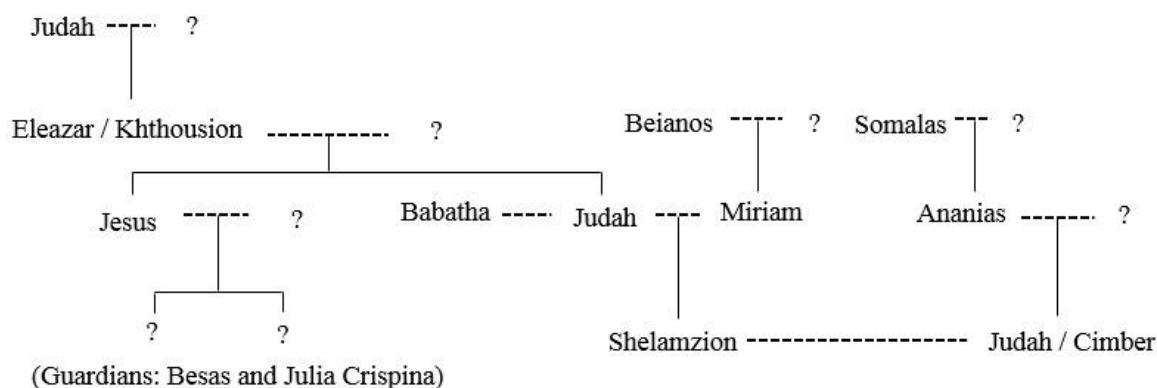 Judah ?
Eleazar / Khthousion ? Beianos ? Somalas ?
Jesus ? Babatha Judah Miriam Ananias ?
? ? Shelamzion Judah / Cimber
(Guardians: Besas and Julia Crispina)